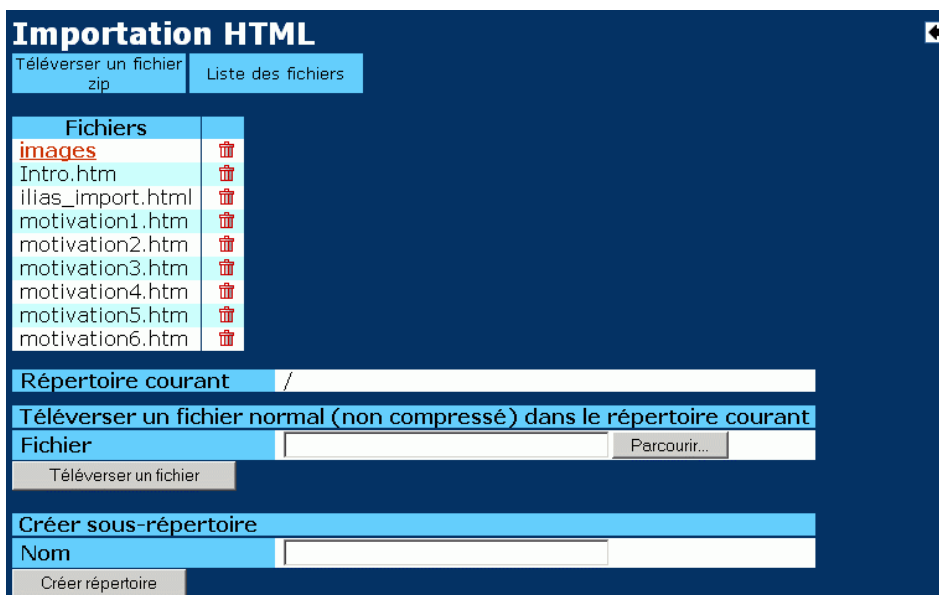 Importation HTML
Téléverser un fichier zip
Liste des fichiers
Fichiers
images
Intro.htm
ilias_import.html
motivation1.htm
motivation2.htm
motivation3.htm
motivation4.htm
motivation5.htm
motivation6.htm
Répertoire courant /
Téléverser un fichier normal (non compressé) dans le répertoire courant
Fichier Parcourir...
Téléverser un fichier
Créer sous-répertoire
Nom
Créer répertoire